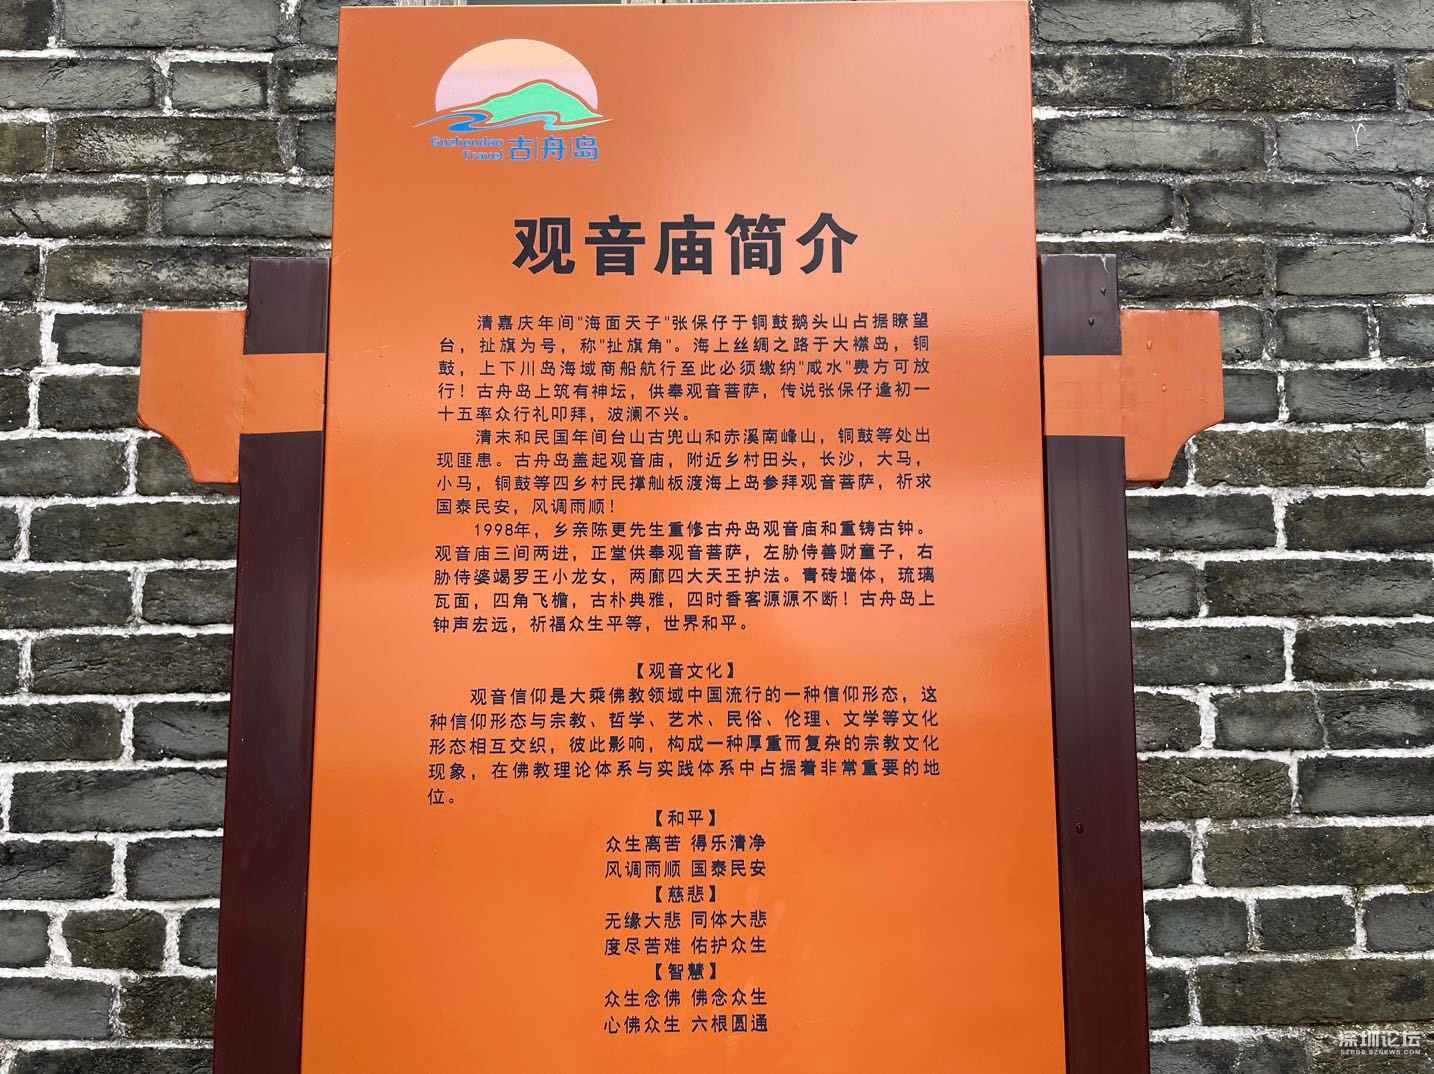 Guzhoudao
Travel 古|舟|岛
观音庙简介
清嘉庆年间"海面天子"张保仔于铜鼓鹅头山占据瞭望
台，扯旗为号，称"扯旗角"。海上丝绸之路于大襟岛，铜
鼓，上下川岛海域商船航行至此必须缴纳"咸水"费方可放
行！古舟岛上筑有神坛，供奉观音菩萨，传说张保仔逢初一
十五率众行礼叩拜，波澜不兴。
清末和民国年间台山古兜山和赤溪南峰山，铜鼓等处出
现匪患。古舟岛盖起观音庙，附近乡村田头，长沙，大马，
小马，铜鼓等四乡村民撑舢板渡海上岛参拜观音菩萨，祈求
国泰民安，风调雨顺！
1998年，乡亲陈更先生重修古舟岛观音庙和重铸古钟。
观音庙三间两进，正堂供奉观音菩萨，左胁侍善财童子，右
胁侍婆竭罗王小龙女，两廊四大天王护法。青砖墙体，琉璃
瓦面，四角飞檐，古朴典雅，四时香客源源不断！古舟岛上
钟声宏远，祈福众生平等，世界和平。
【观音文化】
观音信仰是大乘佛教领域中国流行的一种信仰形态，这
种信仰形态与宗教、哲学、艺术、民俗、伦理、文学等文化
形态相互交织，彼此影响，构成一种厚重而复杂的宗教文化
现象，在佛教理论体系与实践体系中占据着非常重要的地
位。
【和平】
众生离苦 得乐清净
风调雨顺 国泰民安
【慈悲】
无缘大悲 同体大悲
度尽苦难 佑护众生
【智慧】
众生念佛 佛念众生
心佛众生 六根圆通
深圳论坛
SZBBS.SZNEWS.COM